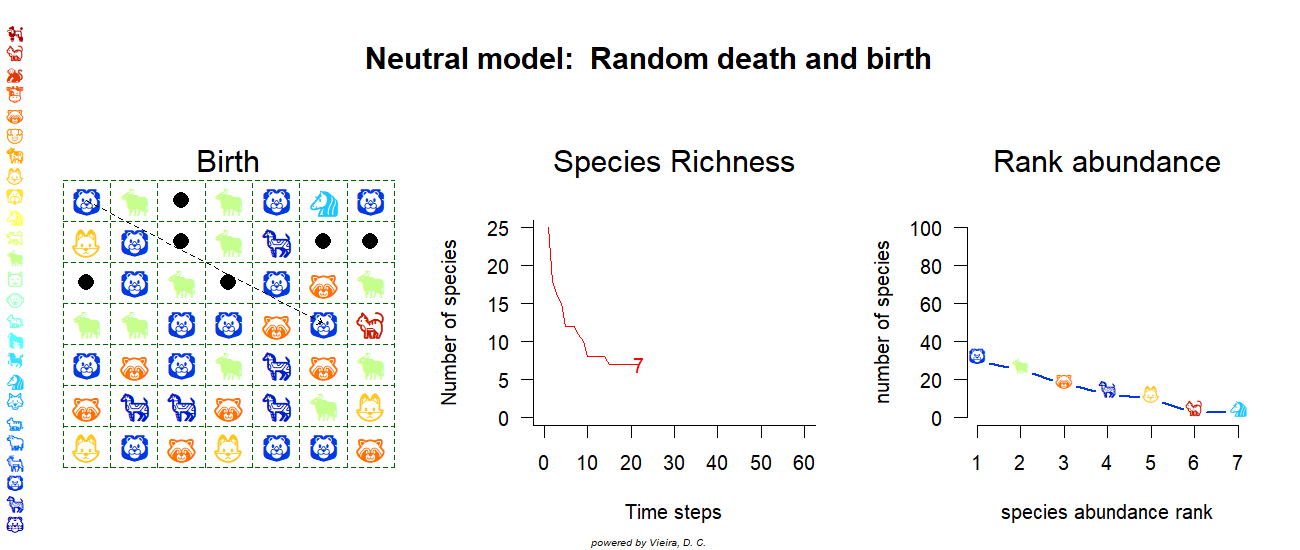 Neutral model:  Random death and birth
Birth
Species Richness
Rank abundance
Number of species
25
20
15
10
5
0
7
0 10 20 30 40 50 60
Time steps
number of species
100
80
60
40
20
0
1 2 3 4 5 6 7
species abundance rank
powered by Vieira, D. C.